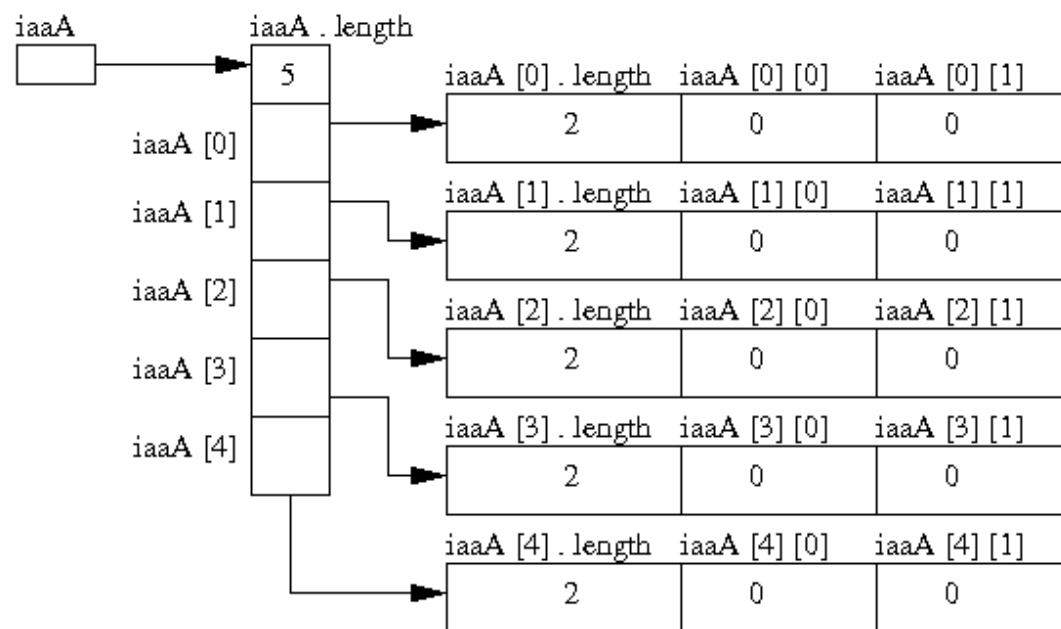 iaaA
iaaA . length
5
iaaA [0] . length iaaA [0] [0] iaaA [0] [1]
iaaA [0]
2 0 0
iaaA [1] . length iaaA [1] [0] iaaA [1] [1]
iaaA [1]
2 0 0
iaaA [2]
iaaA [2] . length iaaA [2] [0] iaaA [2] [1]
2 0 0
iaaA [3]
iaaA [3] . length iaaA [3] [0] iaaA [3] [1]
iaaA [4]
2 0 0
iaaA [4] . length iaaA [4] [0] iaaA [4] [1]
2 0 0